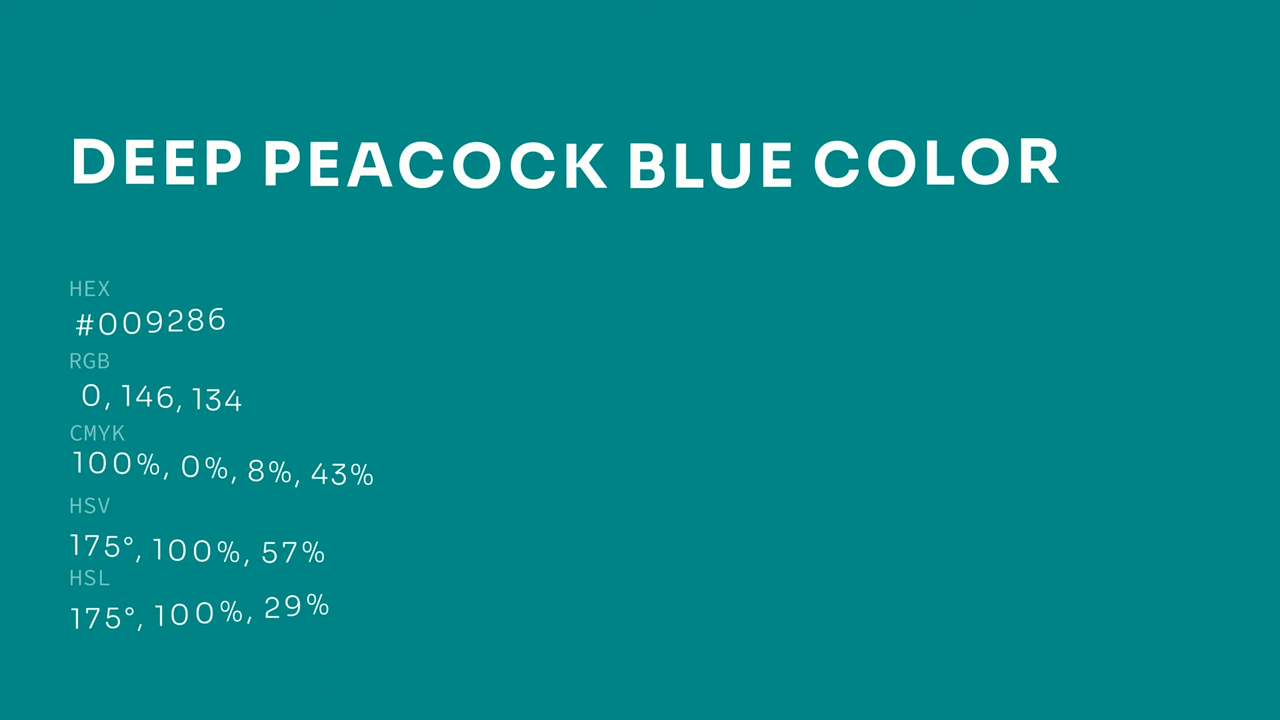 DEEP PEACOCK BLUE COLOR
HEX
#009286
RGB
0, 146, 134
CMYK
100%, 0%, 8%, 43%
HSV
175°, 100%, 57%
HSL
175°, 100%, 29%